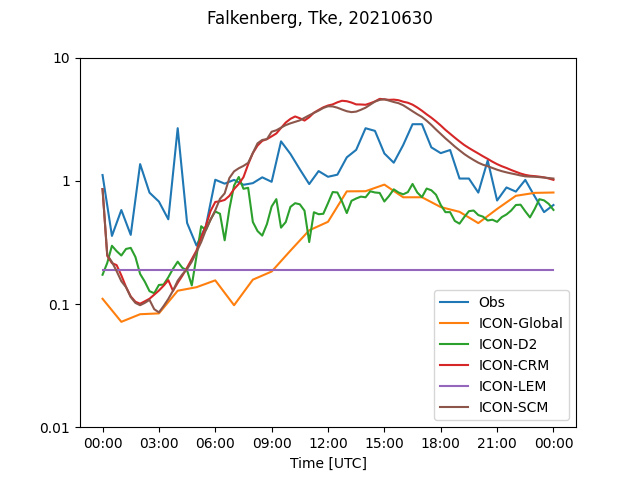 Falkenberg, Tke, 20210630
10
1
0.1
0.01
Obs
ICON-Global
ICON-D2
ICON-CRM
ICON-LEM
ICON-SCM
00:00 03:00 06:00 09:00 12:00 15:00 18:00 21:00 00:00
Time [UTC]